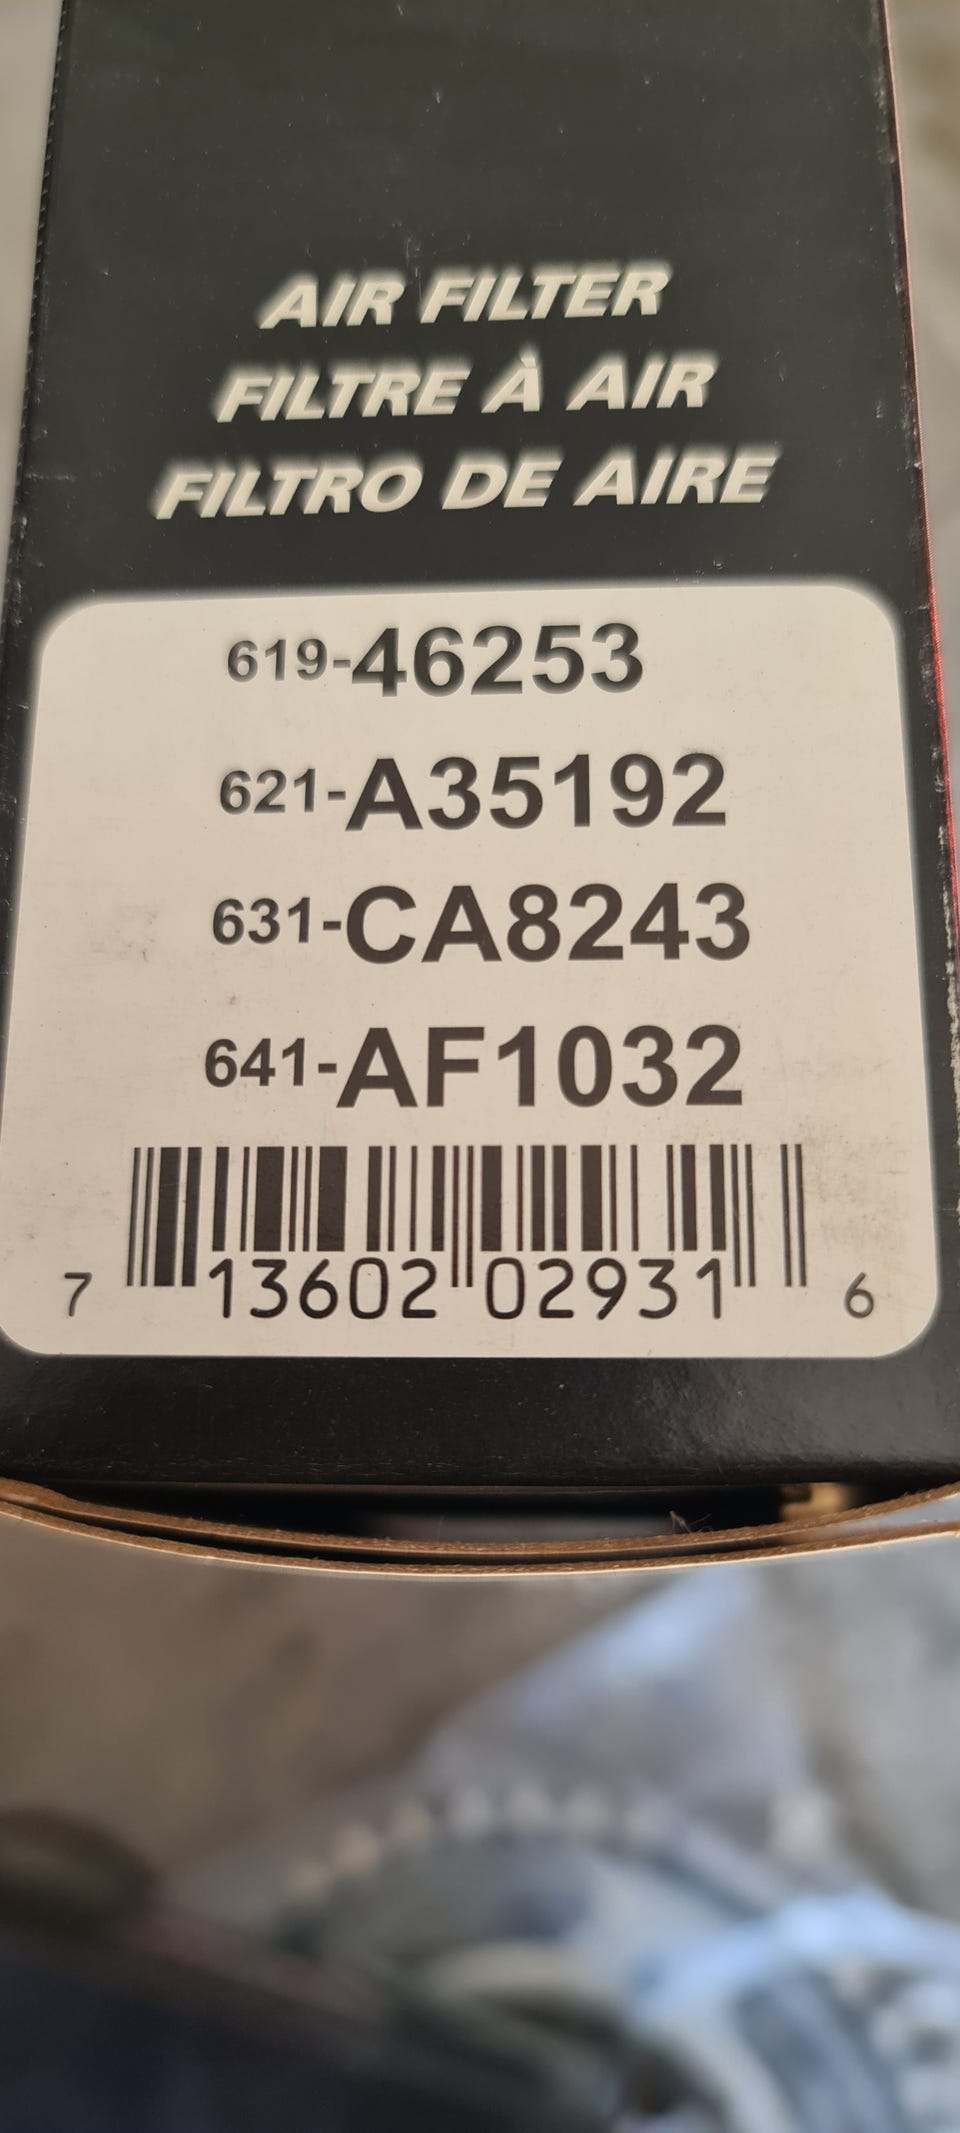 AIR FILTER
FILTRE À AIR
FILTRO DE AIRE
619-46253
621-A35192
631-CA8243
641-AF1032
7 13602 02931 6